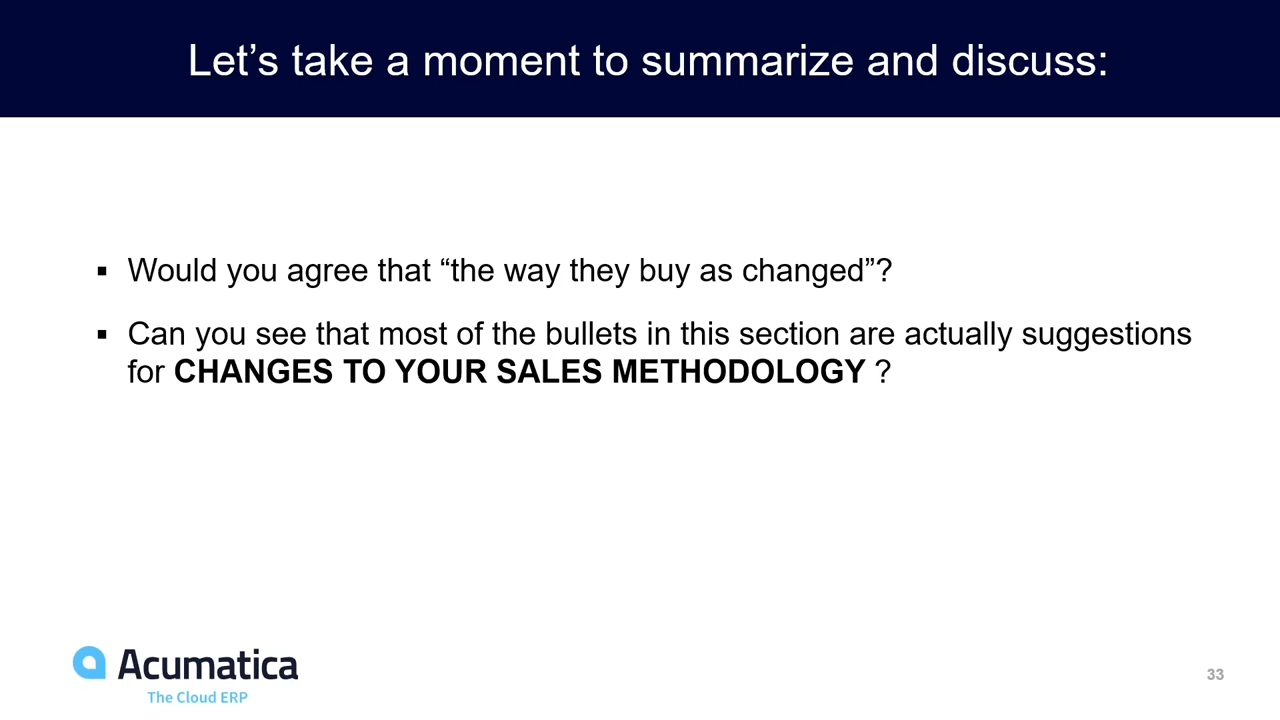 Let’s take a moment to summarize and discuss:
▪ Would you agree that “the way they buy as changed”?
▪ Can you see that most of the bullets in this section are actually suggestions
for CHANGES TO YOUR SALES METHODOLOGY ?
Acumatica
The Cloud ERP
33